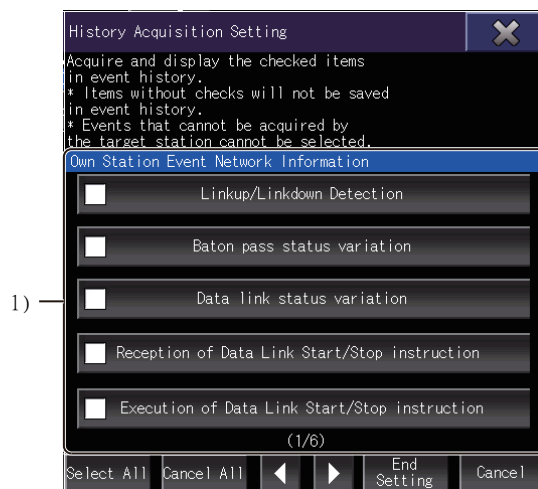 History Acquisition Setting
Acquire and display the checked items
in event history.
* Items without checks will not be saved
in event history.
* Events that cannot be acquired by
the target station cannot be selected.
Own Station Event Network Information
Linkup/Linkdown Detection
Baton pass status variation
1)
Data link status variation
Reception of Data Link Start/Stop instruction
Execution of Data Link Start/Stop instruction
(1/6)
Select All Cancel All End Setting Cancel